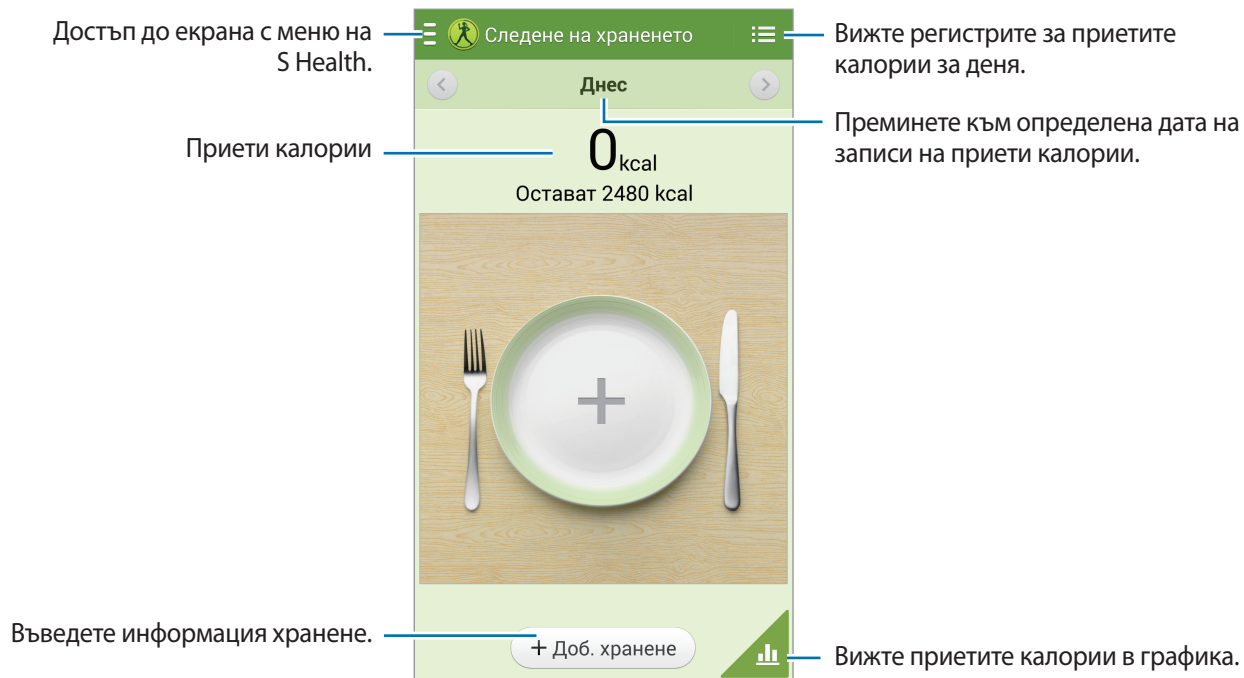 Достъп до екрана с меню на
S Health.
Следене на храненето
Вижте регистрите за приетите
калории за деня.
Днес
Преминете към определена дата на
записи на приети калории.
Приети калории
0 kcal
Остават 2480 kcal
Въведете информация хранене.
+ Доб. хранене
Вижте приетите калории в графика.